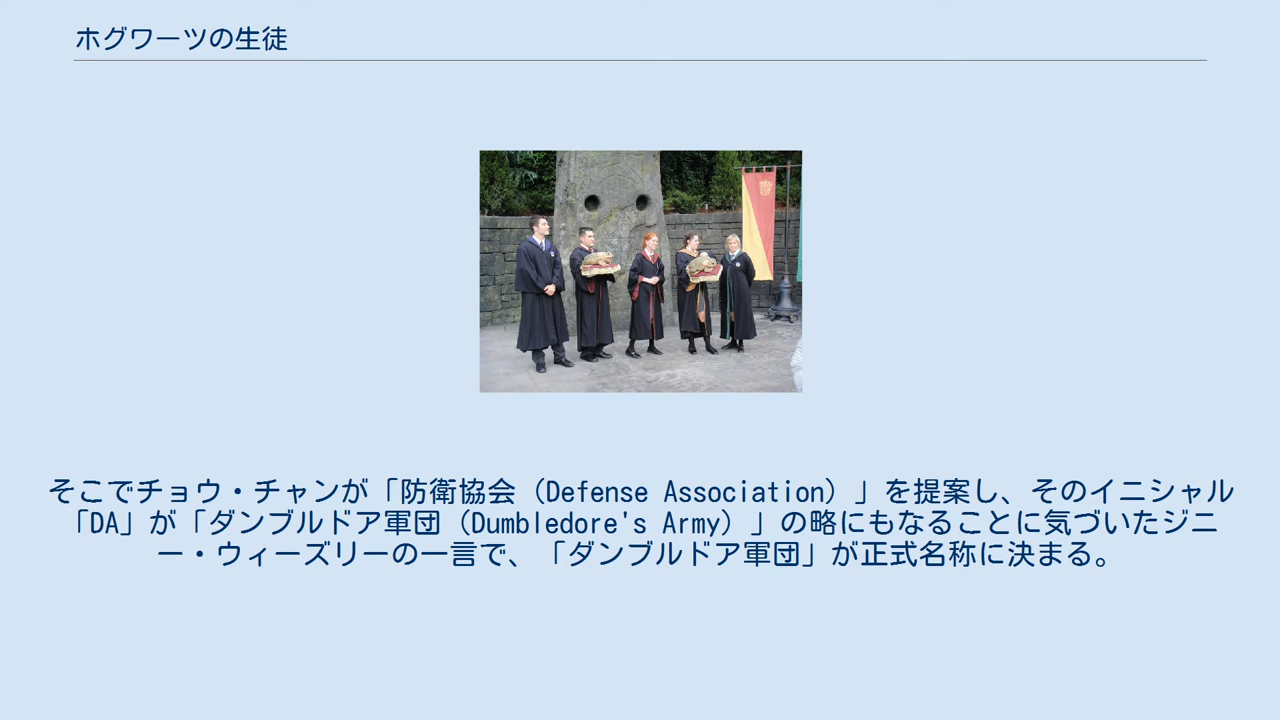 ホグワーツの生徒
そこでチョウ・チャンが「防衛協会（Defense Association）」を提案し、そのイニシャル
「DA」が「ダンブルドア軍団（Dumbledore's Army）」の略にもなることに気づいたジニ
ー・ウィーズリーの一言で、「ダンブルドア軍団」が正式名称に決まる。